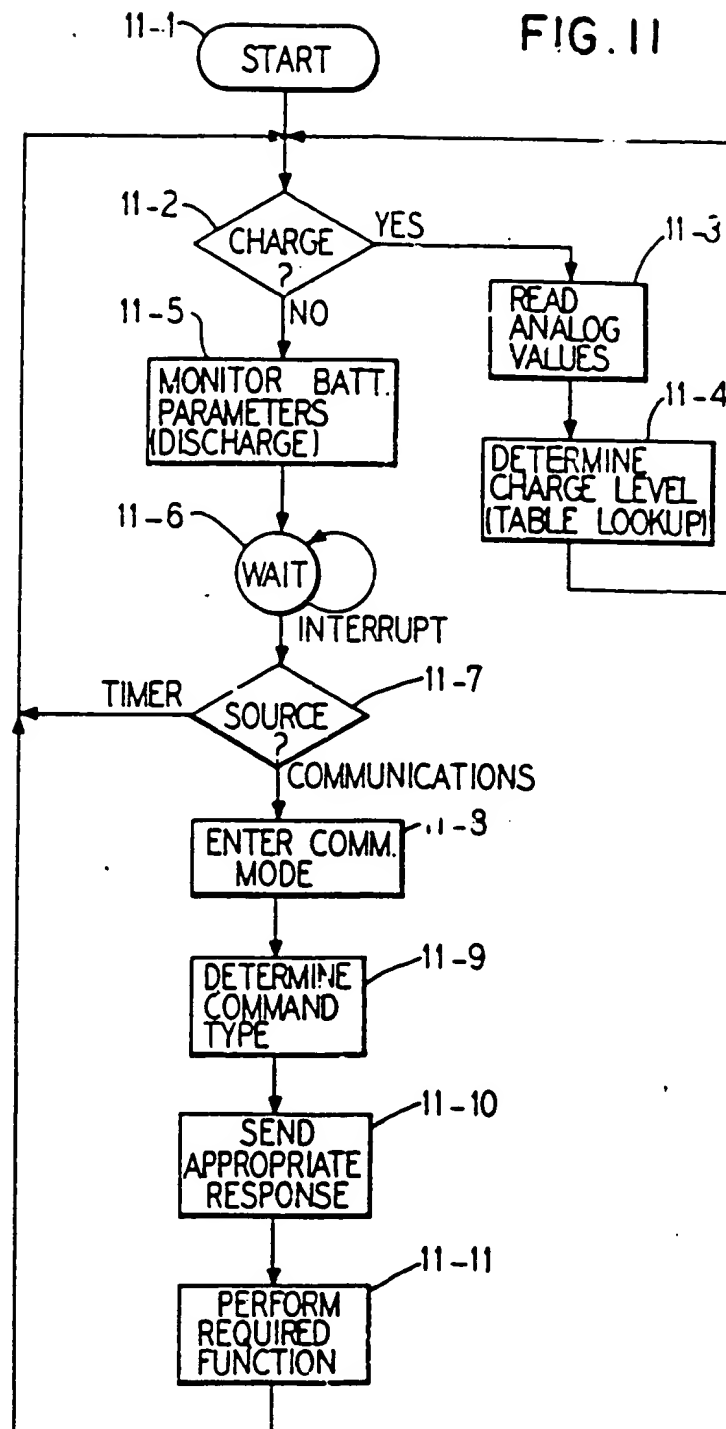 FIG. 11
11-1
START
11-2
CHARGE
?
YES
NO
11-3
READ
ANALOG
VALUES
11-4
DETERMINE
CHARGE LEVEL
(TABLE LOOKUP)
11-5
MONITOR BATT.
PARAMETERS
(DISCHARGE)
11-6
WAIT
INTERRUPT
11-7
TIMER
SOURCE
?
COMMUNICATIONS
11-8
ENTER COMM.
MODE
11-9
DETERMINE
COMMAND
TYPE
11-10
SEND
APPROPRIATE
RESPONSE
11-11
PERFORM
REQUIRED
FUNCTION